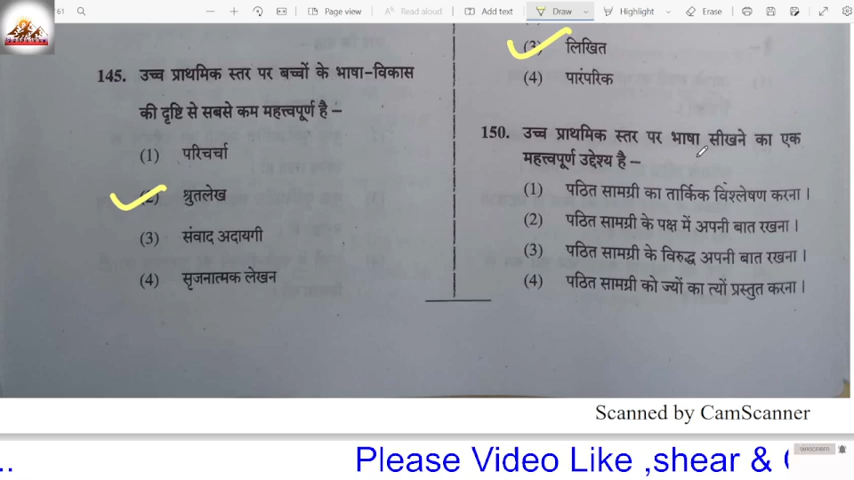 61
Page view
Read aloud
Add text
Draw
Highlight
Erase
145. उच्च प्राथमिक स्तर पर बच्चों के भाषा-विकास
की दृष्टि से सबसे कम महत्त्वपूर्ण है –
(1) परिचर्चा
(2) श्रुतलेख
(3) संवाद अदायगी
(4) सृजनात्मक लेखन
(3) लिखित
(4) पारंपरिक
150. उच्च प्राथमिक स्तर पर भाषा सीखने का एक
महत्त्वपूर्ण उद्देश्य है –
(1) पठित सामग्री का तार्किक विश्लेषण करना।
(2) पठित सामग्री के पक्ष में अपनी बात रखना।
(3) पठित सामग्री के विरुद्ध अपनी बात रखना।
(4) पठित सामग्री को ज्यों का त्यों प्रस्तुत करना।
Scanned by CamScanner
.. Please Video Like ,shear &